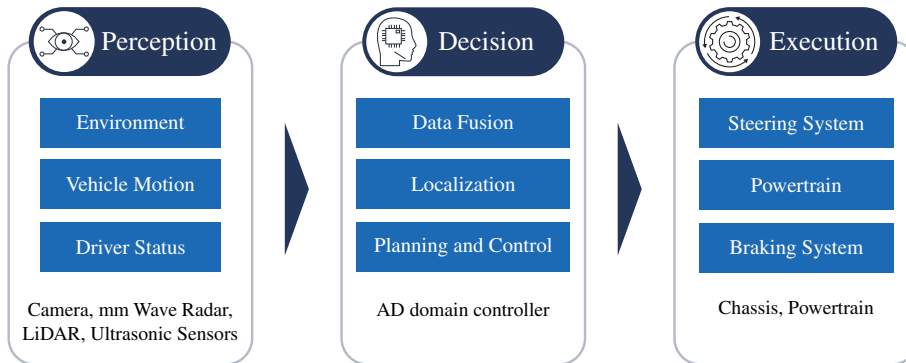 Perception
Environment
Vehicle Motion
Driver Status
Camera, mm Wave Radar,
LiDAR, Ultrasonic Sensors
Decision
Data Fusion
Localization
Planning and Control
AD domain controller
Execution
Steering System
Powertrain
Braking System
Chassis, Powertrain